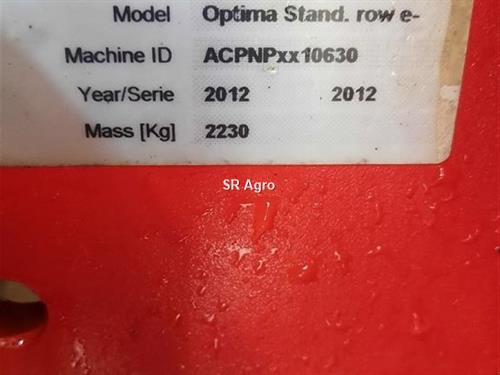 Model Optima Stand. row e-
Machine ID ACPNPxx10630
Year/Serie 2012 2012
Mass [Kg] 2230
SR Agro